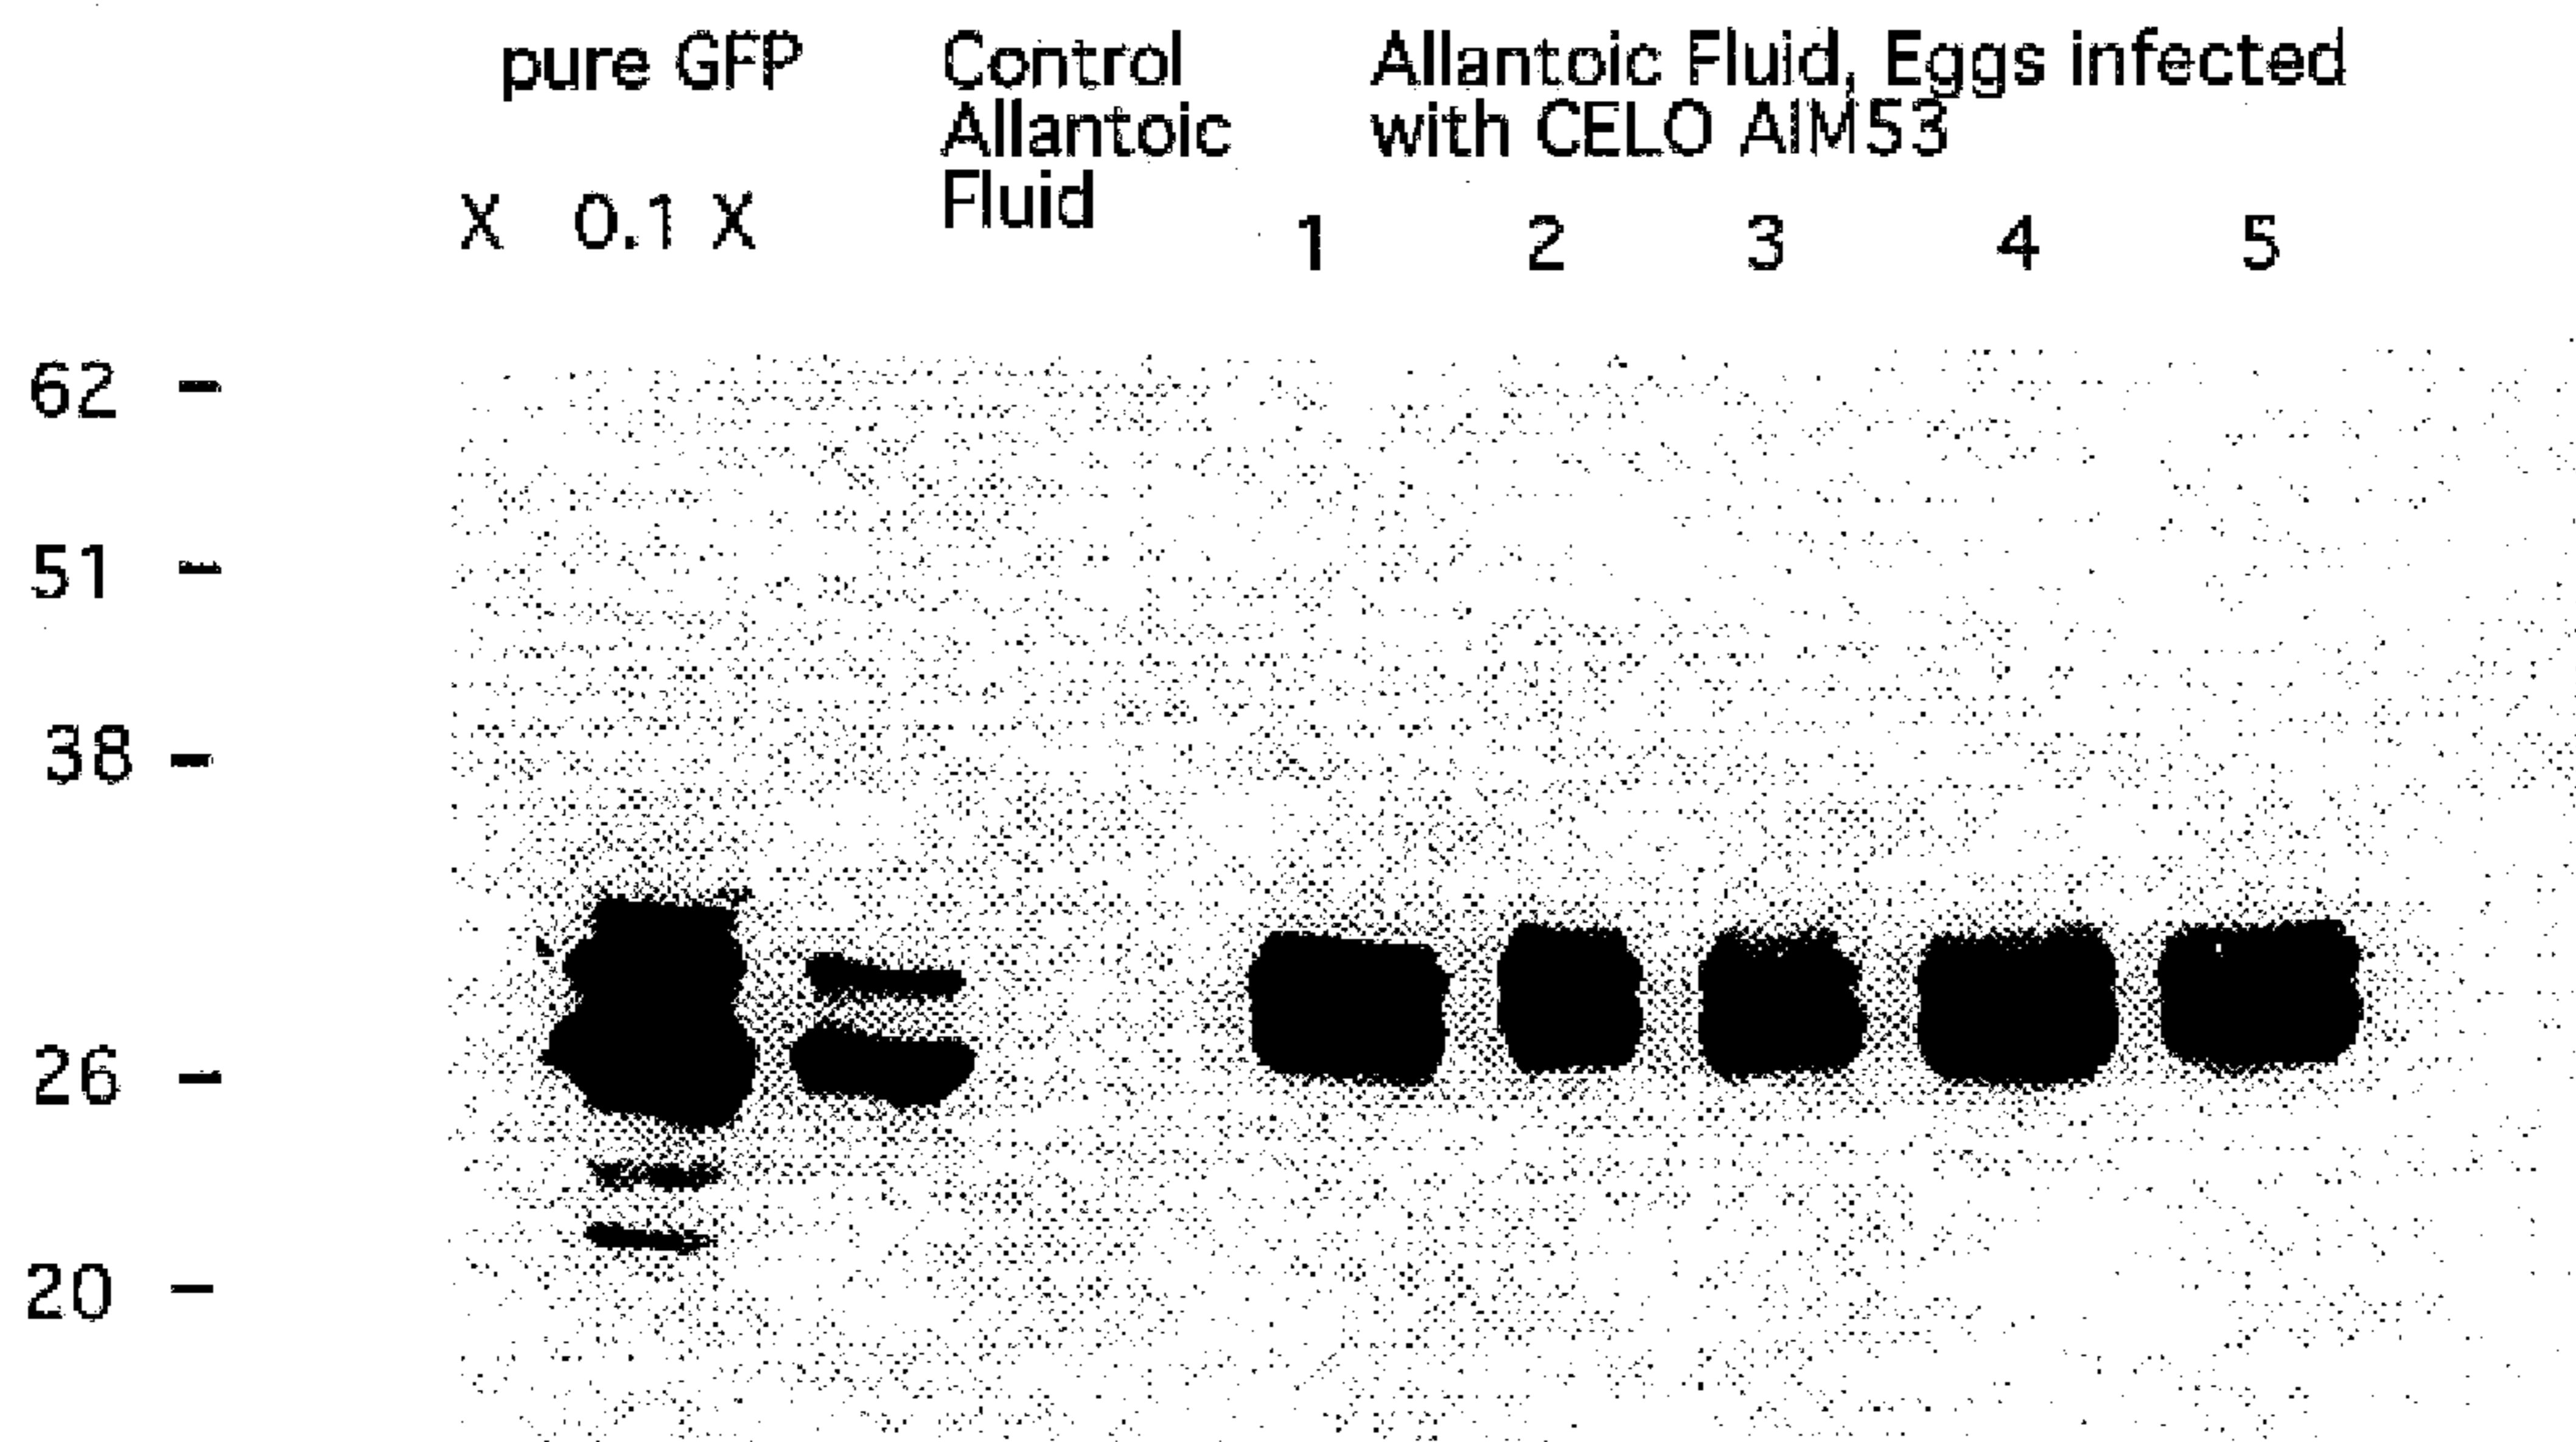 pure GFP
Control
Allantoic
Fluid
Allantoic Fluid, Eggs infected
with CELO AIM53
X 0.1 X
1 2 3 4 5
62
51
38
26
20